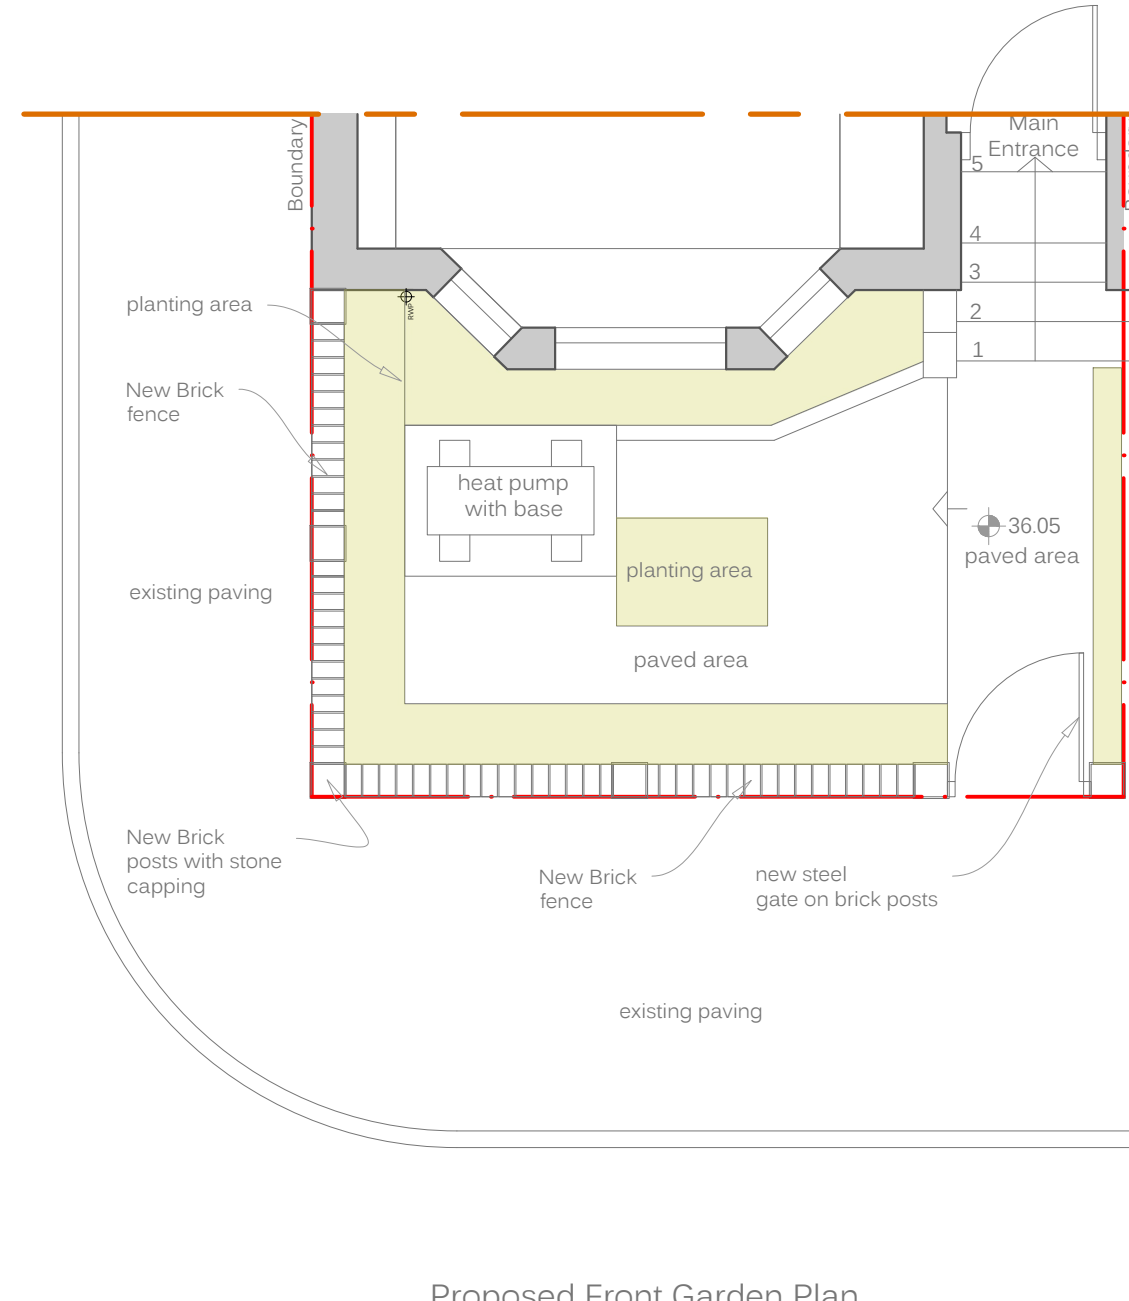 Boundary
Main
Entrance
5
4
3
2
1
planting area
RWP
New Brick
fence
heat pump
with base
36.05
paved area
planting area
existing paving
paved area
New Brick
posts with stone
capping
New Brick
fence
new steel
gate on brick posts
existing paving
Proposed Front Garden Plan